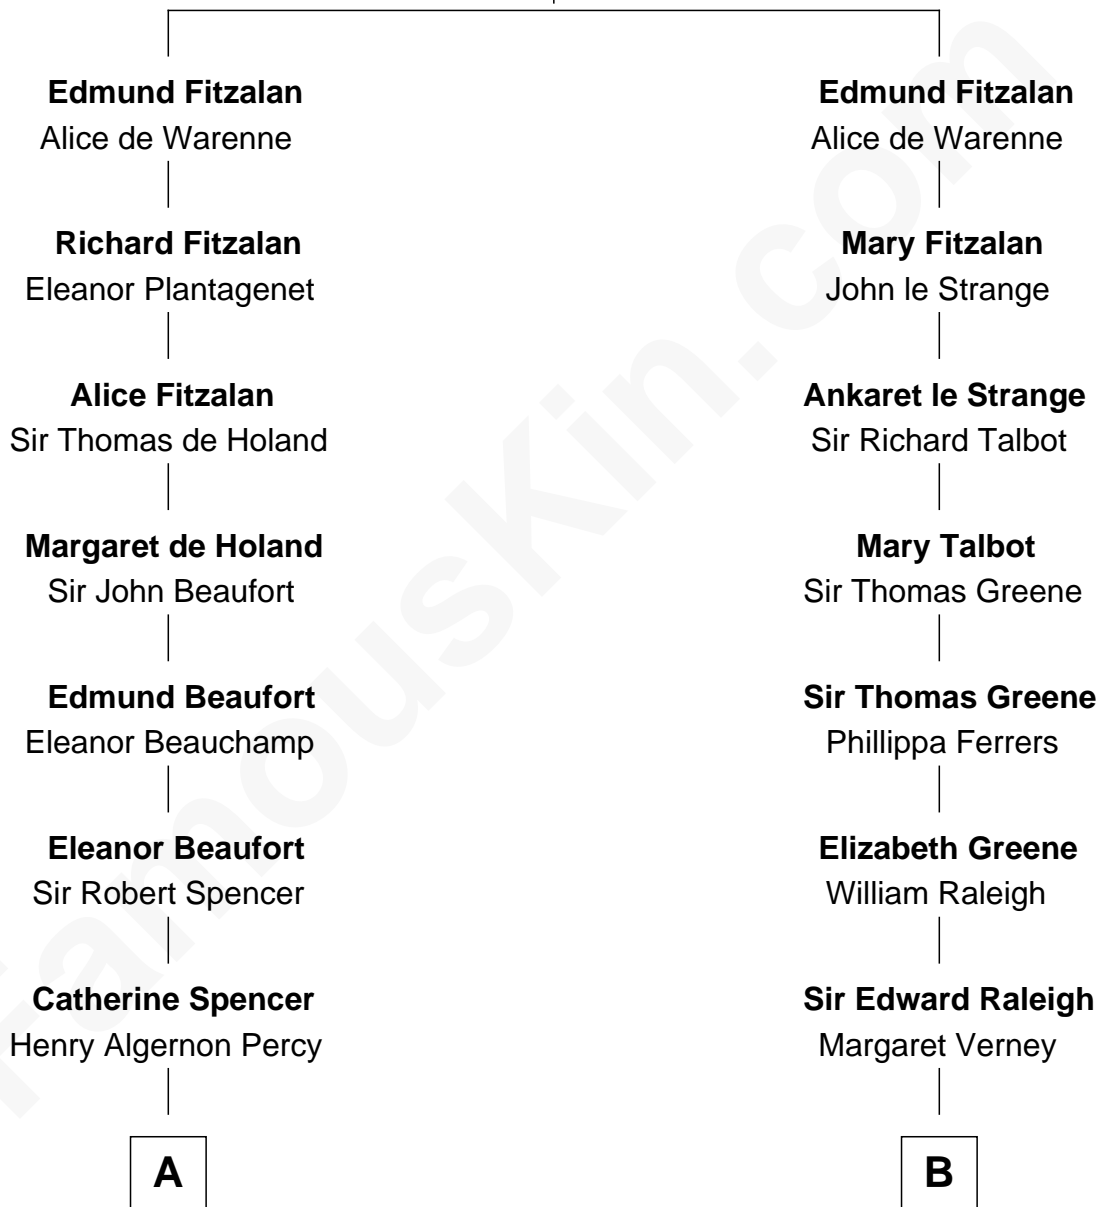 Edmund Fitzalan
Alice de Warenne
Richard Fitzalan
Eleanor Plantagenet
Alice Fitzalan
Sir Thomas de Holand
Margaret de Holand
Sir John Beaufort
Edmund Beaufort
Eleanor Beauchamp
Eleanor Beaufort
Sir Robert Spencer
Catherine Spencer
Henry Algernon Percy
A
Edmund Fitzalan
Alice de Warenne
Mary Fitzalan
John le Strange
Ankaret le Strange
Sir Richard Talbot
Mary Talbot
Sir Thomas Greene
Sir Thomas Greene
Phillippa Ferrers
Elizabeth Greene
William Raleigh
Sir Edward Raleigh
Margaret Verney
B
FamousKin.com